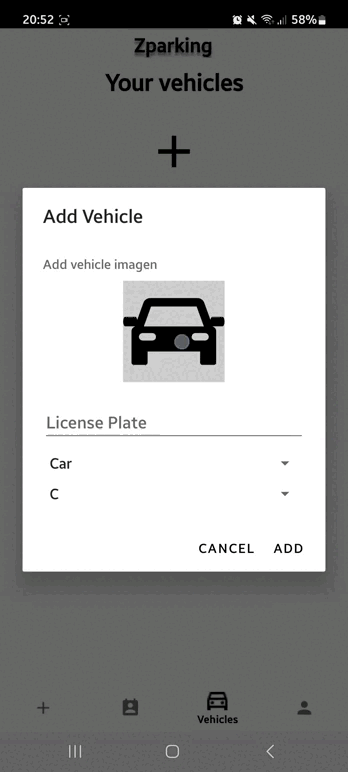 20:52
58%
Zparking
Your vehicles
Add Vehicle
Add vehicle imagen
License Plate
Car
C
CANCEL
ADD
Vehicles